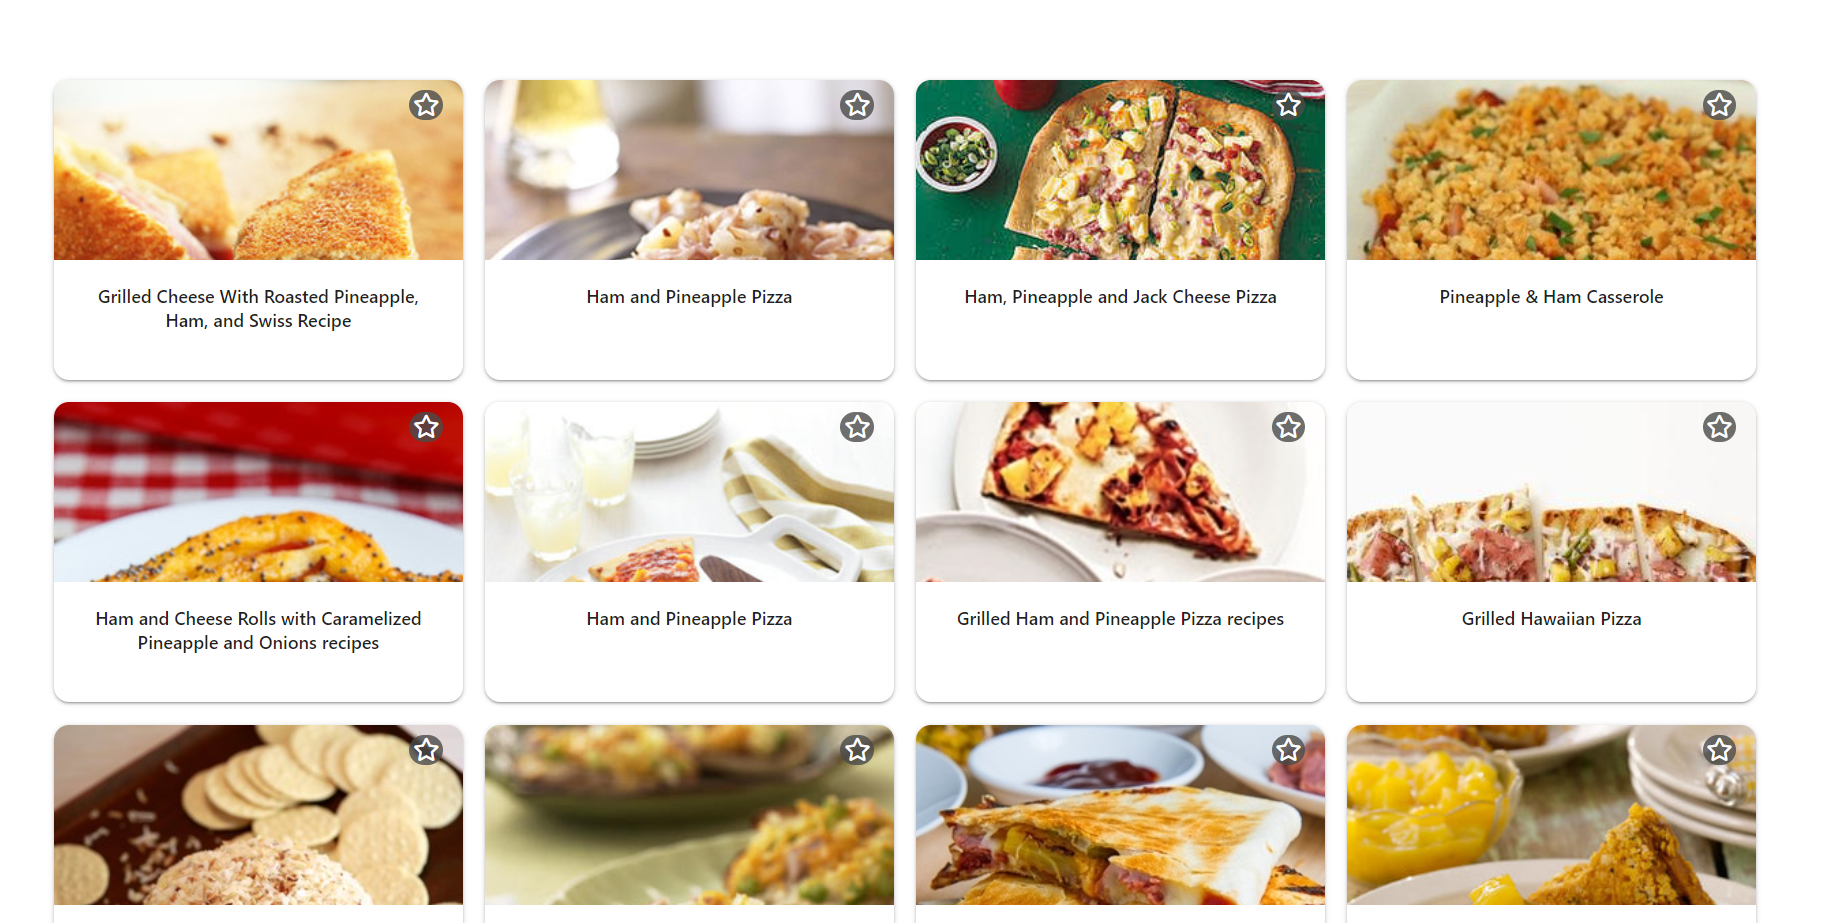 Grilled Cheese With Roasted Pineapple,
Ham, and Swiss Recipe
Ham and Pineapple Pizza
Ham, Pineapple and Jack Cheese Pizza
Pineapple & Ham Casserole
Ham and Cheese Rolls with Caramelized
Pineapple and Onions recipes
Ham and Pineapple Pizza
Grilled Ham and Pineapple Pizza recipes
Grilled Hawaiian Pizza